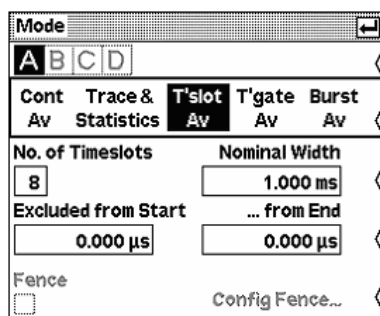 Mode
A B C D
Cont Av Trace & Statistics T'slot Av T'gate Av Burst Av
No. of Timeslots Nominal Width
8 1.000 ms
Excluded from Start ... from End
0.000 µs 0.000 µs
Fence
Config Fence...